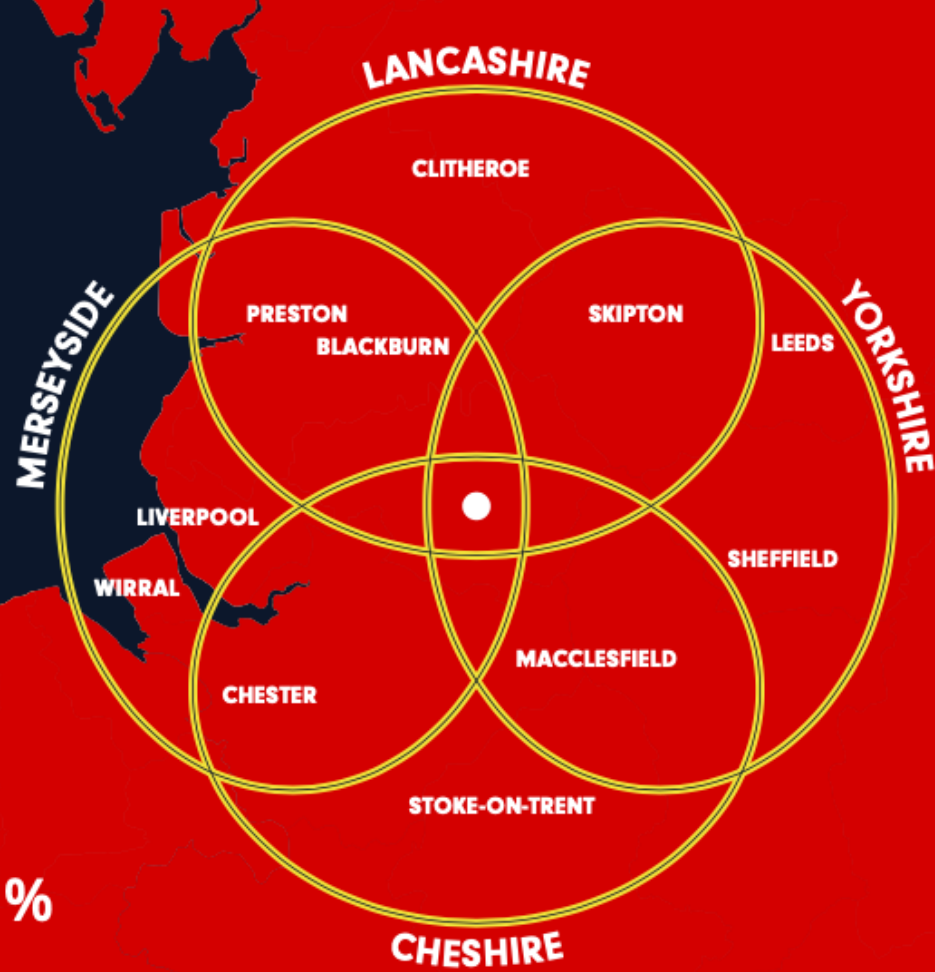 LANCASHIRE
CLITHEROE
MERSEYSIDE
YORKSHIRE
PRESTON
SKIPTON
BLACKBURN
LEEDS
LIVERPOOL
SHEFFIELD
WIRRAL
MACCLESFIELD
CHESTER
STOKE-ON-TRENT
%
CHESHIRE